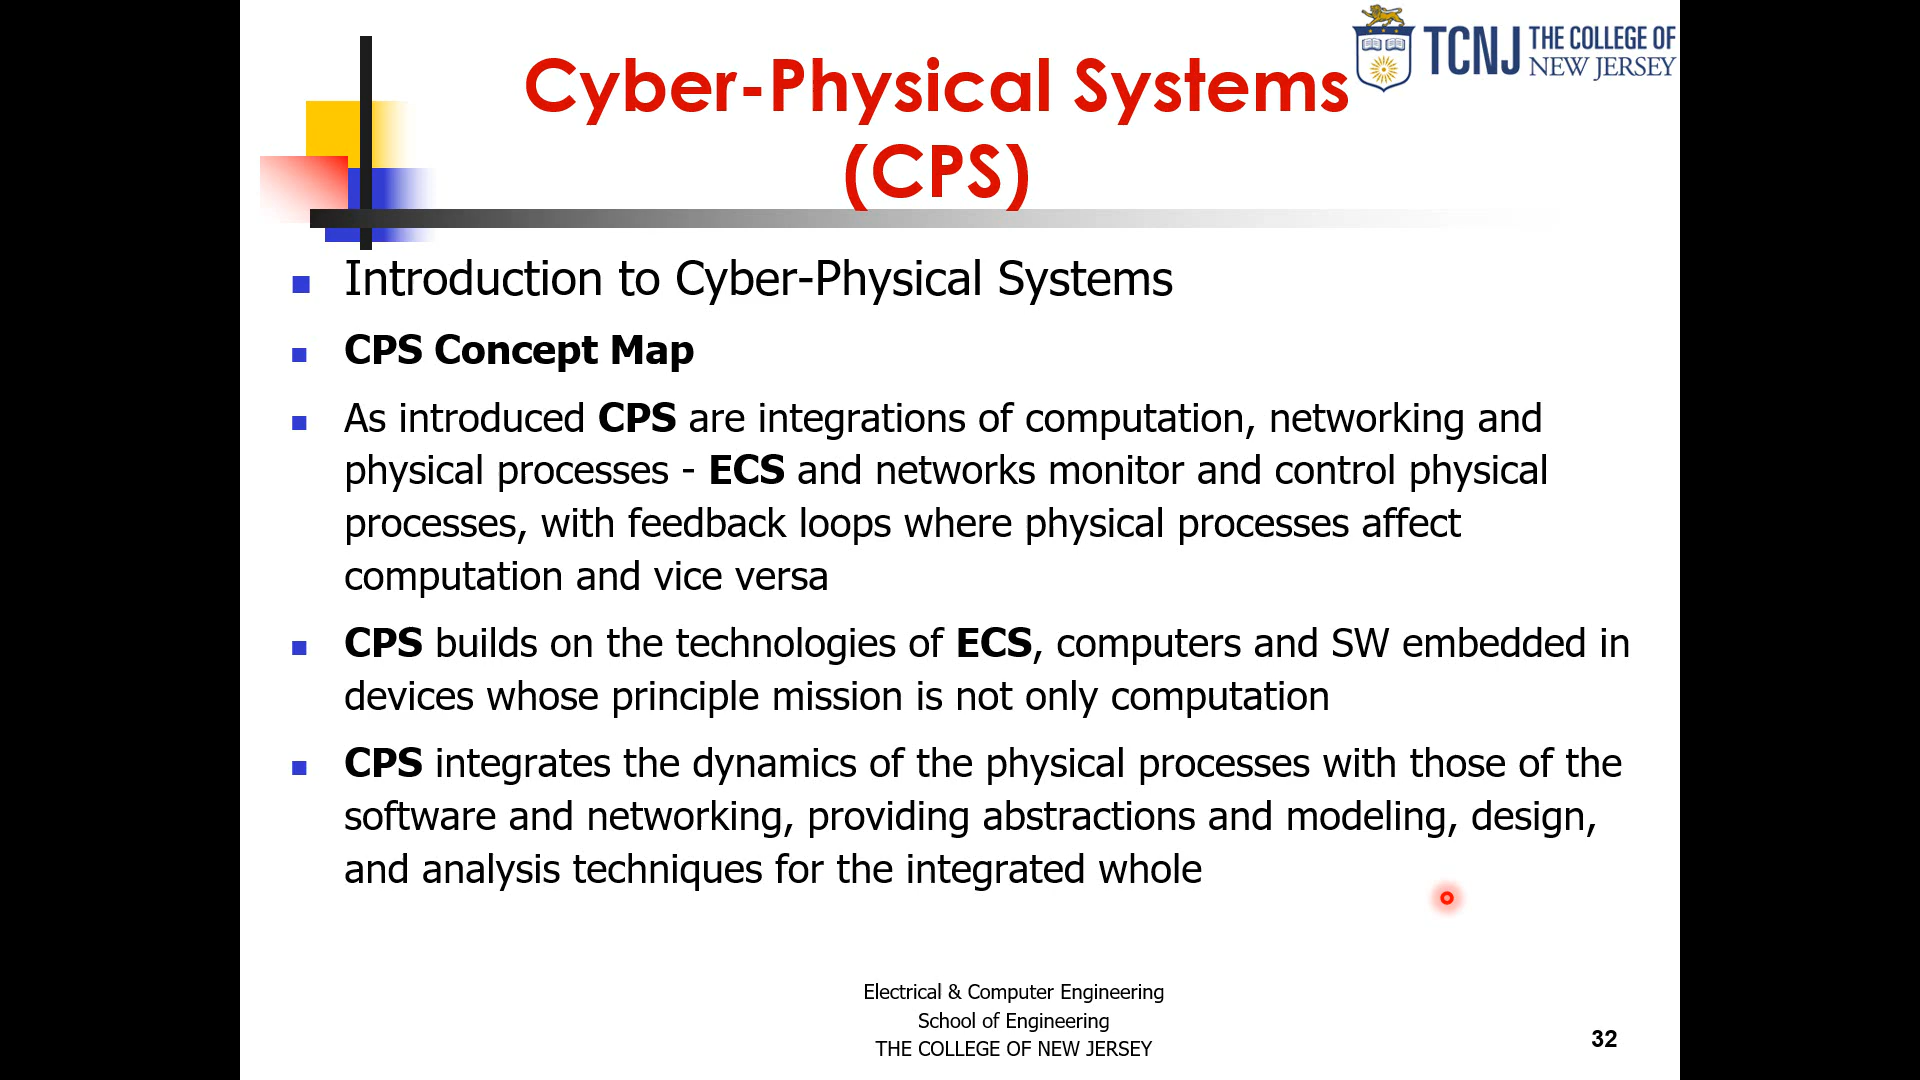 TCNJ THE COLLEGE OF
NEW JERSEY
Cyber-Physical Systems
(CPS)
Introduction to Cyber-Physical Systems
CPS Concept Map
As introduced CPS are integrations of computation, networking and
physical processes - ECS and networks monitor and control physical
processes, with feedback loops where physical processes affect
computation and vice versa
CPS builds on the technologies of ECS, computers and SW embedded in
devices whose principle mission is not only computation
CPS integrates the dynamics of the physical processes with those of the
software and networking, providing abstractions and modeling, design,
and analysis techniques for the integrated whole
Electrical & Computer Engineering
School of Engineering
THE COLLEGE OF NEW JERSEY
32